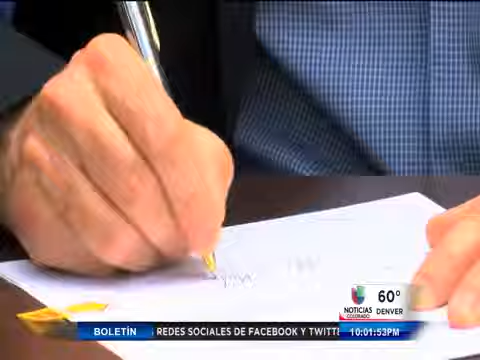 60°
NOTICIAS
COLORADO
DENVER
BOLETÍN
REDES SOCIALES DE FACEBOOK Y TWITT
10:01:53PM